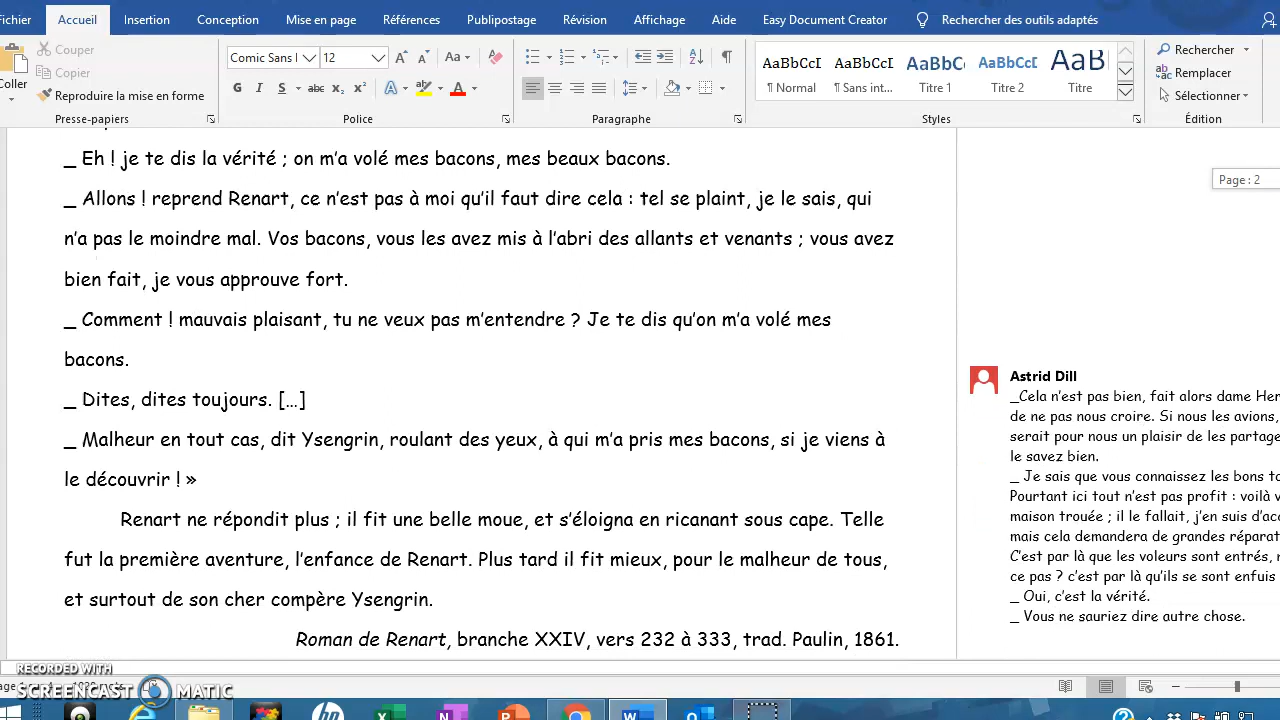 Fichier Accueil Insertion Conception Mise en page Références Publipostage Révision Affichage Aide Easy Document Creator Rechercher des outils adaptés
Coller
Couper
Copier
Reproduire la mise en forme
Comic Sans 12
Aa
G I S abc x₂ x² A A
AaBbCcI AaBbCcI AaBbC AaBbCcD AaB
¶ Normal ¶ Sans int... Titre 1 Titre 2 Titre
Rechercher
Remplacer
Sélectionner
Presse-papiers Police Paragraphe Styles Édition
_ Eh ! je te dis la vérité ; on m’a volé mes bacons, mes beaux bacons.
_ Allons ! reprend Renart, ce n’est pas à moi qu’il faut dire cela : tel se plaint, je le sais, qui
n’a pas le moindre mal. Vos bacons, vous les avez mis à l’abri des allants et venants ; vous avez
bien fait, je vous approuve fort.
_ Comment ! mauvais plaisant, tu ne veux pas m’entendre ? Je te dis qu’on m’a volé mes
bacons.
_ Dites, dites toujours. […]
_ Malheur en tout cas, dit Ysengrin, roulant des yeux, à qui m’a pris mes bacons, si je viens à
le découvrir ! »
Renart ne répondit plus ; il fit une belle moue, et s’éloigna en ricanant sous cape. Telle
fut la première aventure, l’enfance de Renart. Plus tard il fit mieux, pour le malheur de tous,
et surtout de son cher compère Ysengrin.
Roman de Renart, branche XXIV, vers 232 à 333, trad. Paulin, 1861.
Page : 2
Astrid Dill
_Cela n’est pas bien, fait alors dame Her
de ne pas nous croire. Si nous les avions,
serait pour nous un plaisir de les partage
le savez bien.
_ Je sais que vous connaissez les bons to
Pourtant ici tout n’est pas profit : voilà v
maison trouée ; il le fallait, j’en suis d’acc
mais cela demandera de grandes réparat
C’est par là que les voleurs sont entrés, n
ce pas ? c’est par là qu’ils se sont enfuis
_ Oui, c’est la vérité.
_ Vous ne sauriez dire autre chose.
RECORDED WITH
SCREENCAST MATIC